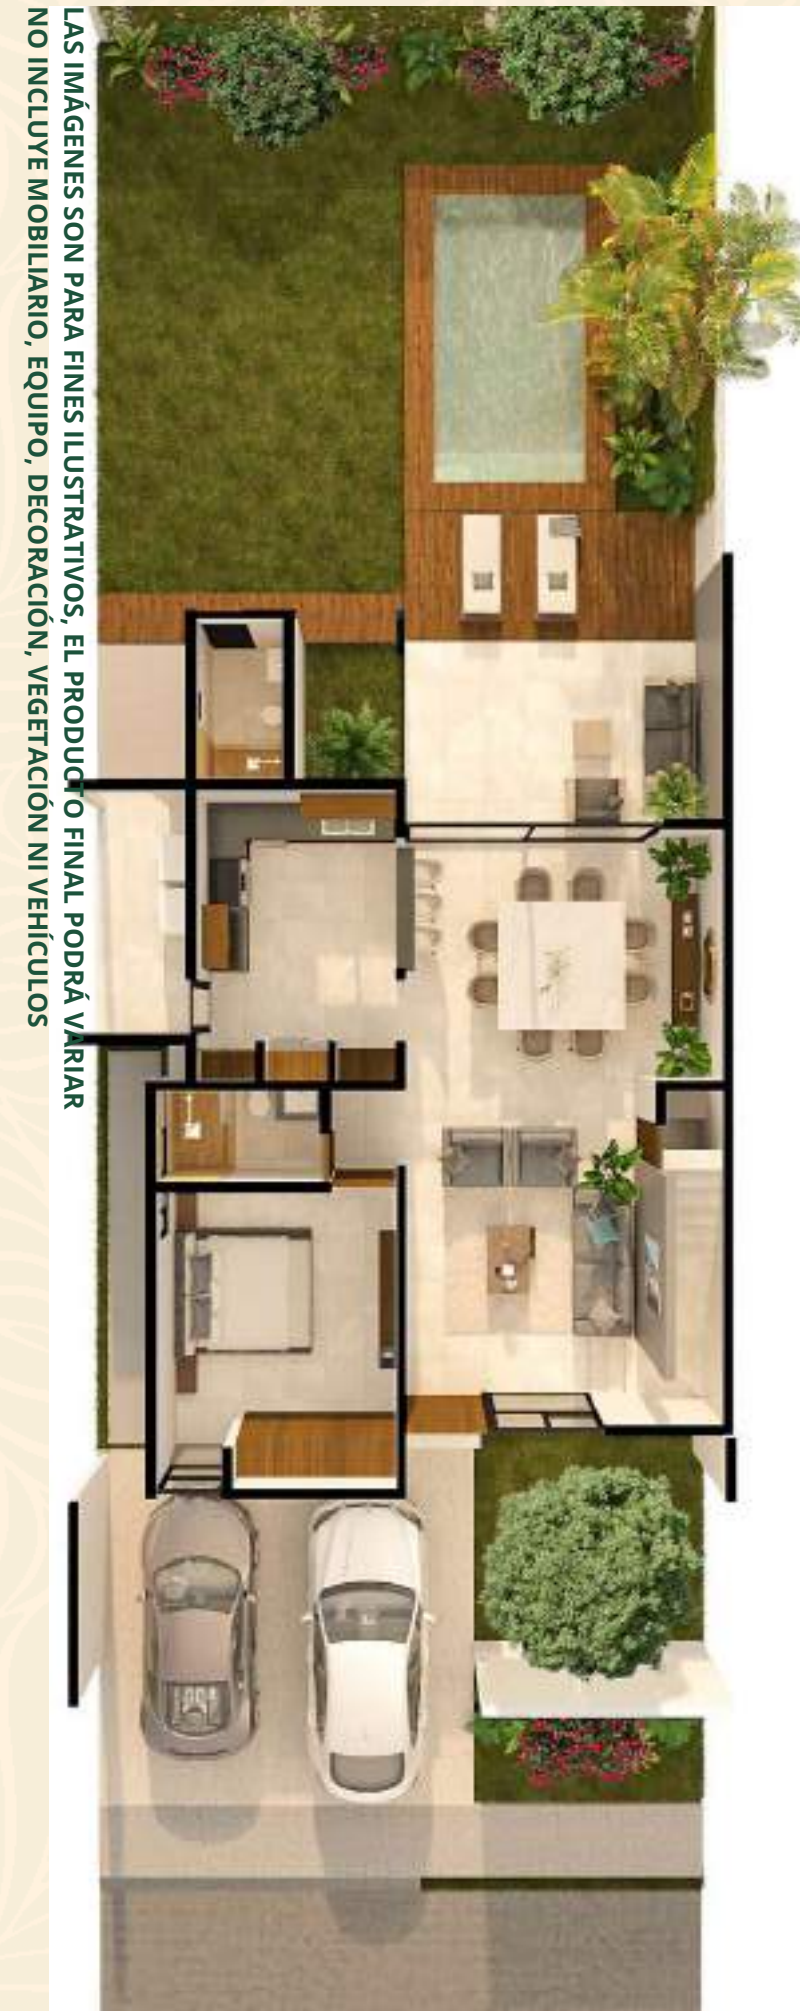 LAS IMÁGENES SON PARA FINES ILUSTRATIVOS, EL PRODUCTO FINAL PODRÁ VARIAR
NO INCLUYE MOBILIARIO, EQUIPO, DECORACIÓN, VEGETACIÓN NI VEHÍCULOS